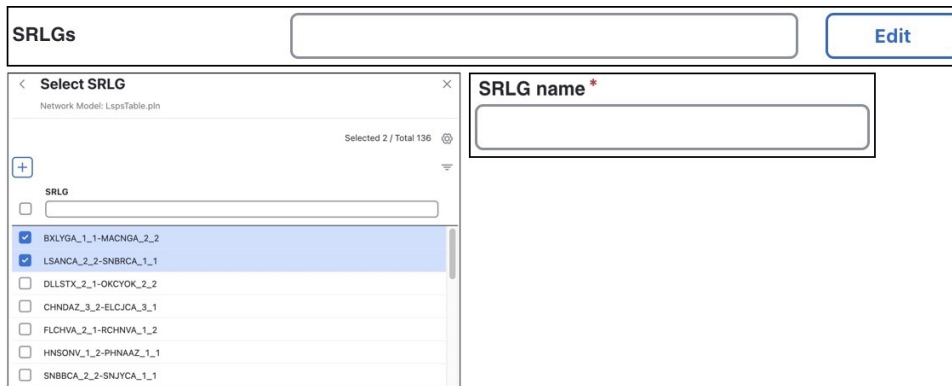 SRLGs
Edit
Select SRLG
Network Model: LspsTable.pln
Selected 2 / Total 136
SRLG
BXLYGA_1_1-MACNGA_2_2
LSANCA_2_2-SNBRCA_1_1
DLLSTX_2_1-OKCYOK_2_2
CHNDAZ_3_2-ELCJCA_3_1
FLCHVA_2_1-RCHNVA_1_2
HNSONV_1_2-PHNAAZ_1_1
SNBBCA_2_2-SNJYCA_1_1
SRLG name *